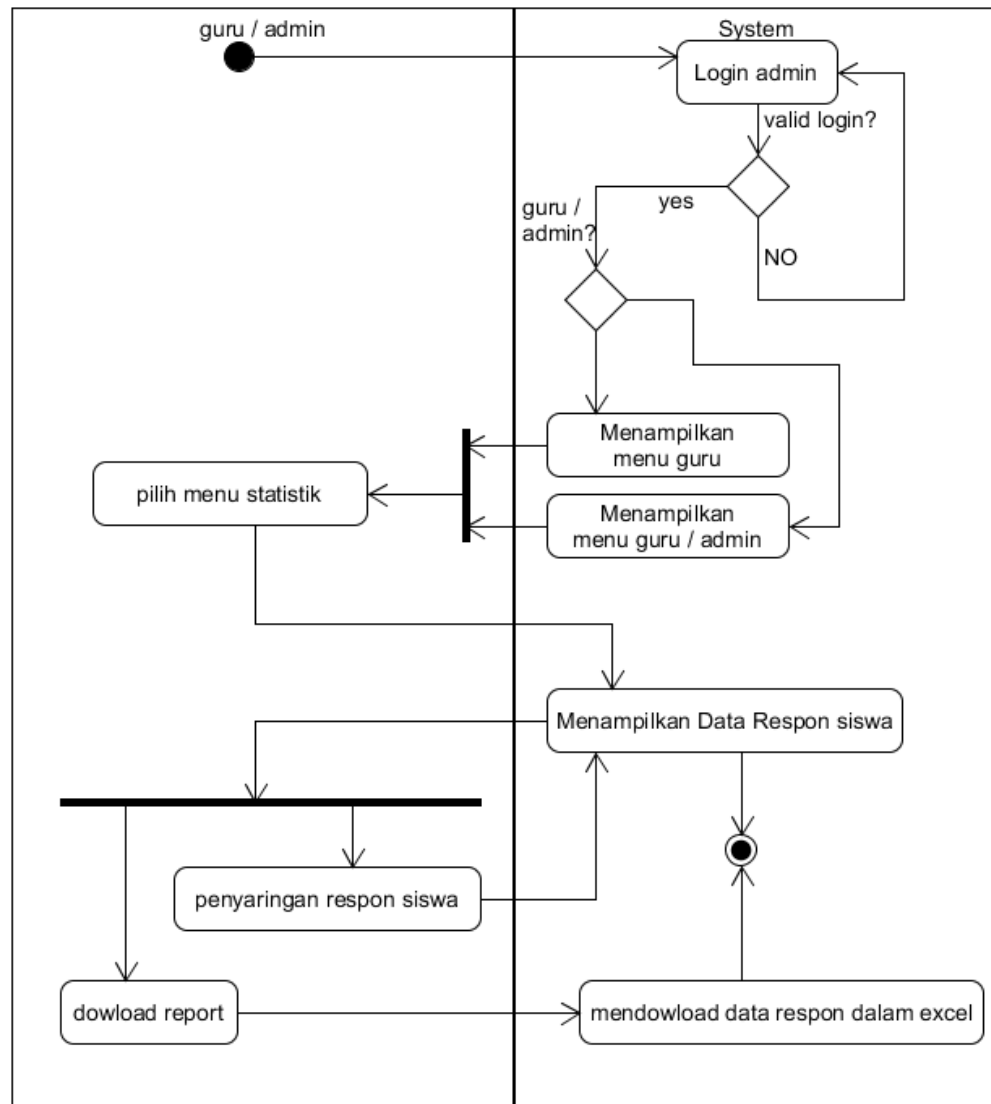 guru / admin
System
Login admin
valid login?
yes
guru /
admin?
NO
Menampilkan
menu guru
pilih menu statistik
Menampilkan
menu guru / admin
Menampilkan Data Respon siswa
penyaringan respon siswa
dowload report
mendowload data respon dalam excel